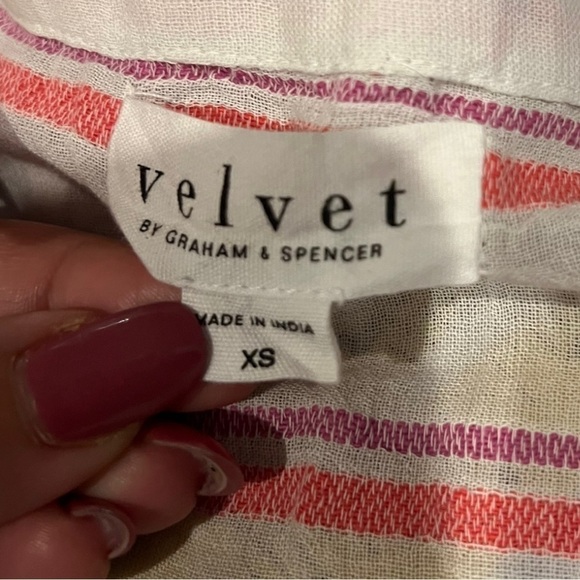 velvet
BY GRAHAM & SPENCER
MADE IN INDIA
XS